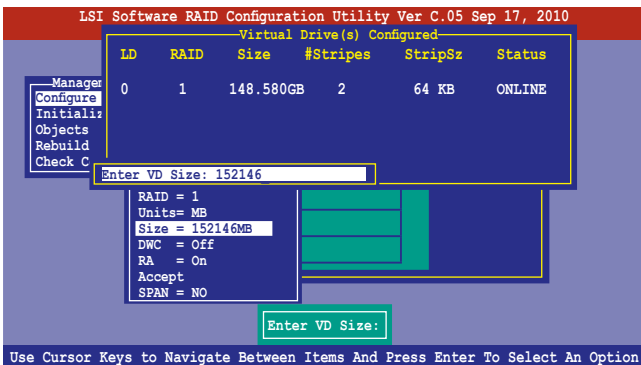 LSI Software RAID Configuration Utility Ver C.05 Sep 17, 2010
Virtual Drive(s) Configured
LD RAID Size #Stripes StripSz Status
0 1 148.580GB 2 64 KB ONLINE
Managem
Configure
Initializ
Objects
Rebuild
Check C
Enter VD Size: 152146_
RAID = 1
Units= MB
Size = 152146MB
DWC = Off
RA = On
Accept
SPAN = NO
Enter VD Size:
Use Cursor Keys to Navigate Between Items And Press Enter To Select An Option